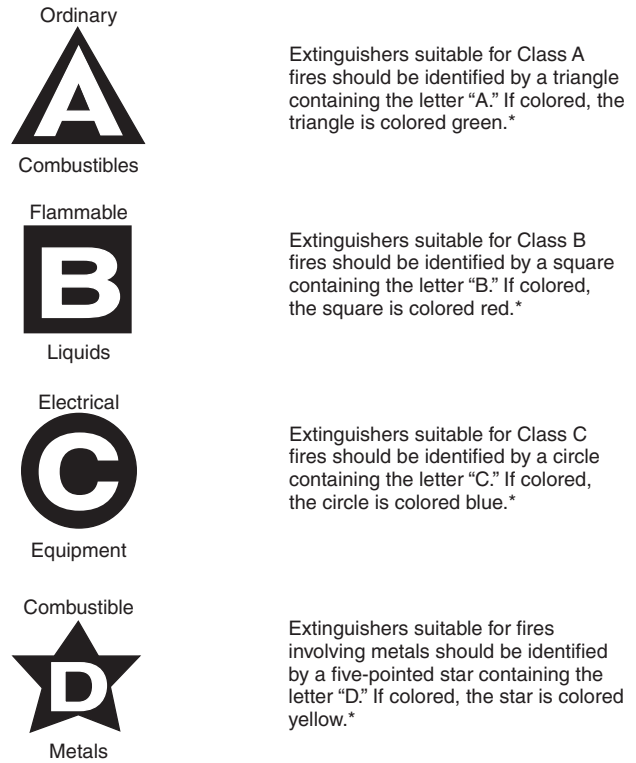 Ordinary
A
Combustibles
Extinguishers suitable for Class A
fires should be identified by a triangle
containing the letter “A.” If colored, the
triangle is colored green.*
Flammable
B
Liquids
Extinguishers suitable for Class B
fires should be identified by a square
containing the letter “B.” If colored,
the square is colored red.*
Electrical
C
Equipment
Extinguishers suitable for Class C
fires should be identified by a circle
containing the letter “C.” If colored,
the circle is colored blue.*
Combustible
D
Metals
Extinguishers suitable for fires
involving metals should be identified
by a five-pointed star containing the
letter “D.” If colored, the star is colored
yellow.*